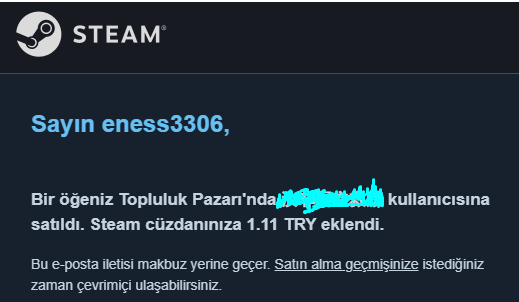 STEAM®
Sayın eness3306,
Bir öğeniz Topluluk Pazarı'nda kullanıcısına
satıldı. Steam cüzdanınıza 1.11 TRY eklendi.
Bu e-posta iletisi makbuz yerine geçer. Satın alma geçmişinize istediğiniz
zaman çevrimiçi ulaşabilirsiniz.